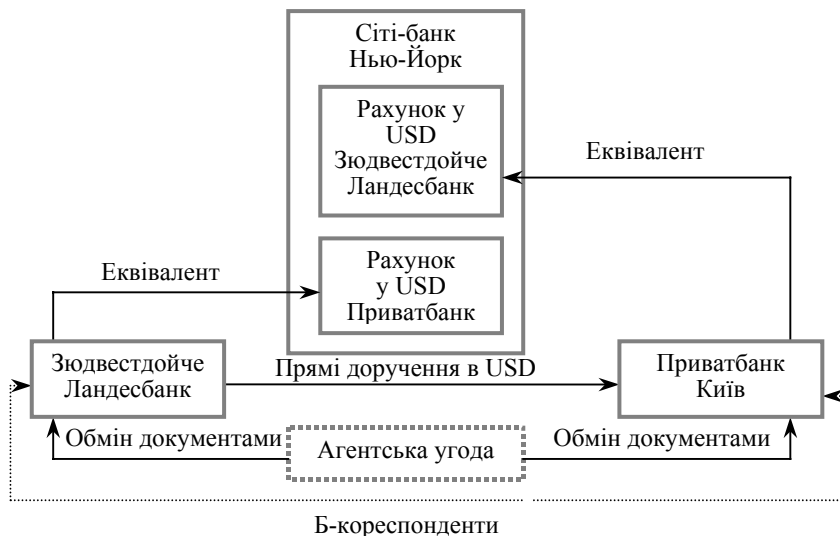 Сіті-банк
Нью-Йорк
Рахунок у
USD
Зюдвестдойче
Ландесбанк
Еквівалент
Еквівалент
Рахунок
у USD
Приватбанк
Зюдвестдойче
Ландесбанк
Прямі доручення в USD
Приватбанк
Київ
Обмін документами
Агентська угода
Обмін документами
Б-кореспонденти